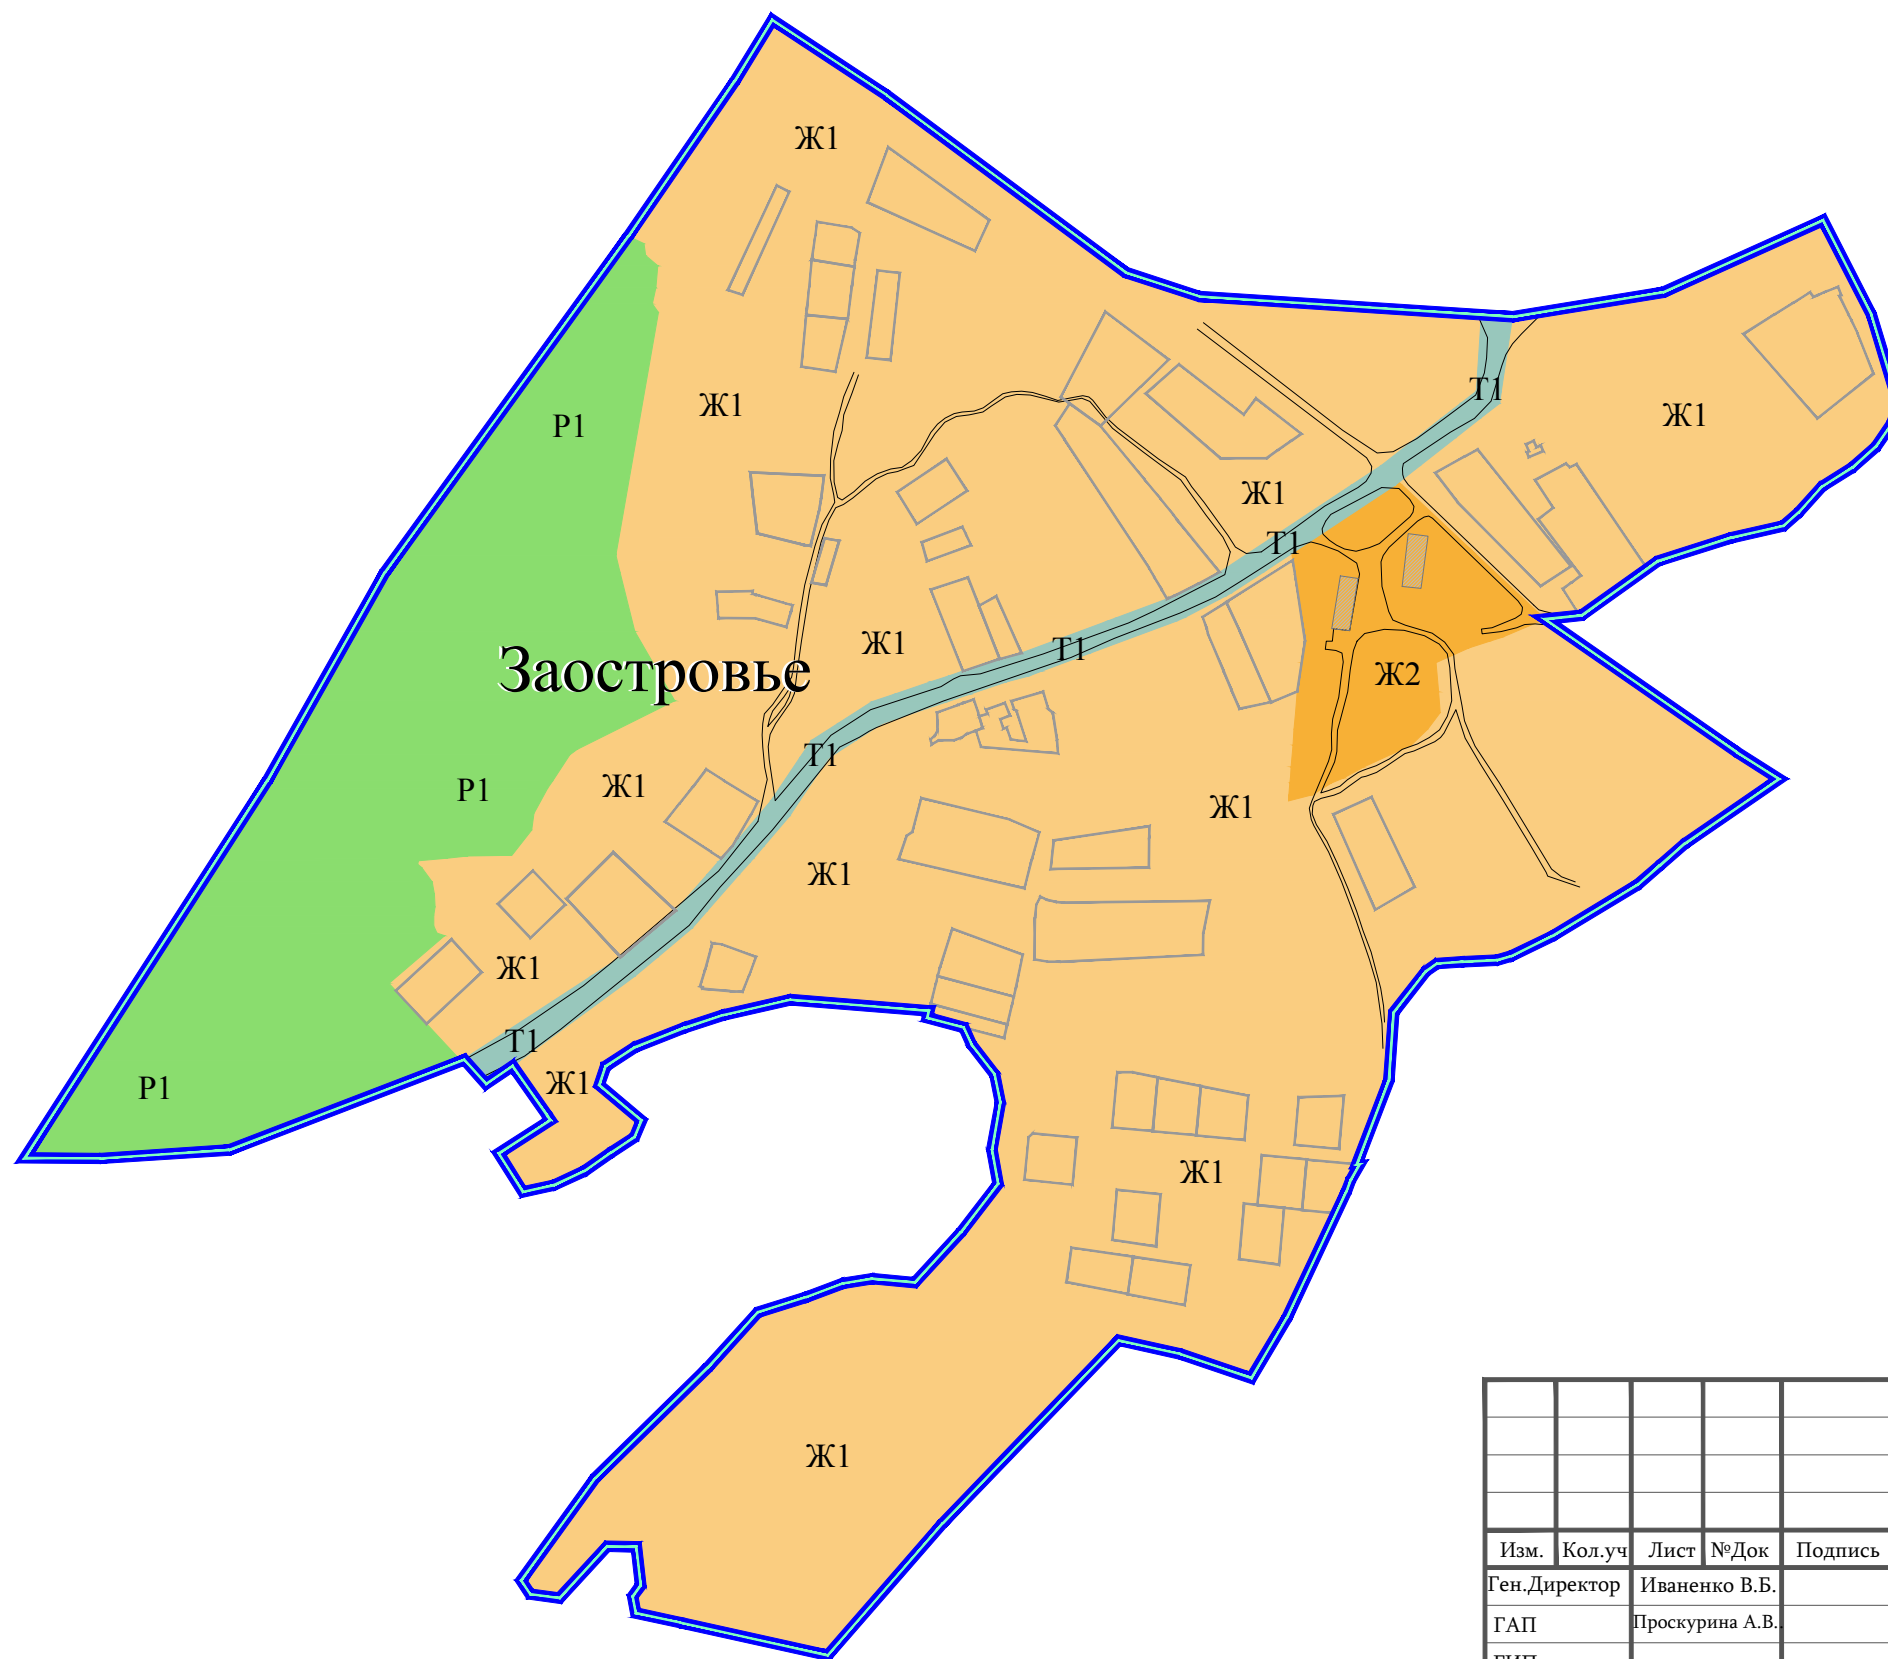 Ж1
Р1
Ж1
Т1
Ж1
Ж1
Т1
Ж1
Т1
Заостровье
Ж2
Т1
Р1
Ж1
Ж1
Ж1
Ж1
Т1
Р1
Ж1
Ж1
Ж1
Изм. Кол.уч Лист №Док Подпись
Ген.Директор Иваненко В.Б.
ГАП Проскурина А.В.